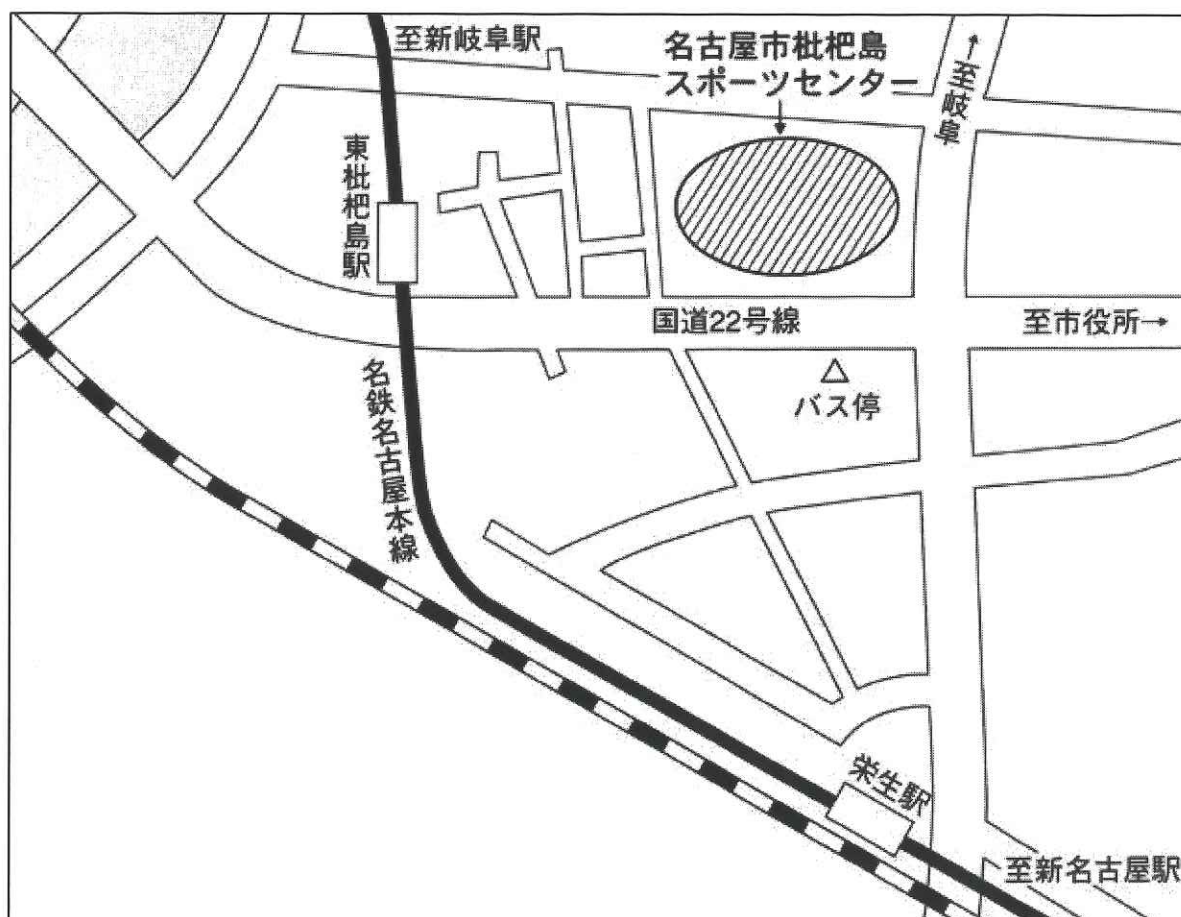 至新岐阜駅
名古屋市枇杷島
スポーツセンター
↑至岐阜
東枇杷島駅
国道22号線
至市役所→
バス停
名鉄名古屋本線
栄生駅
至新名古屋駅